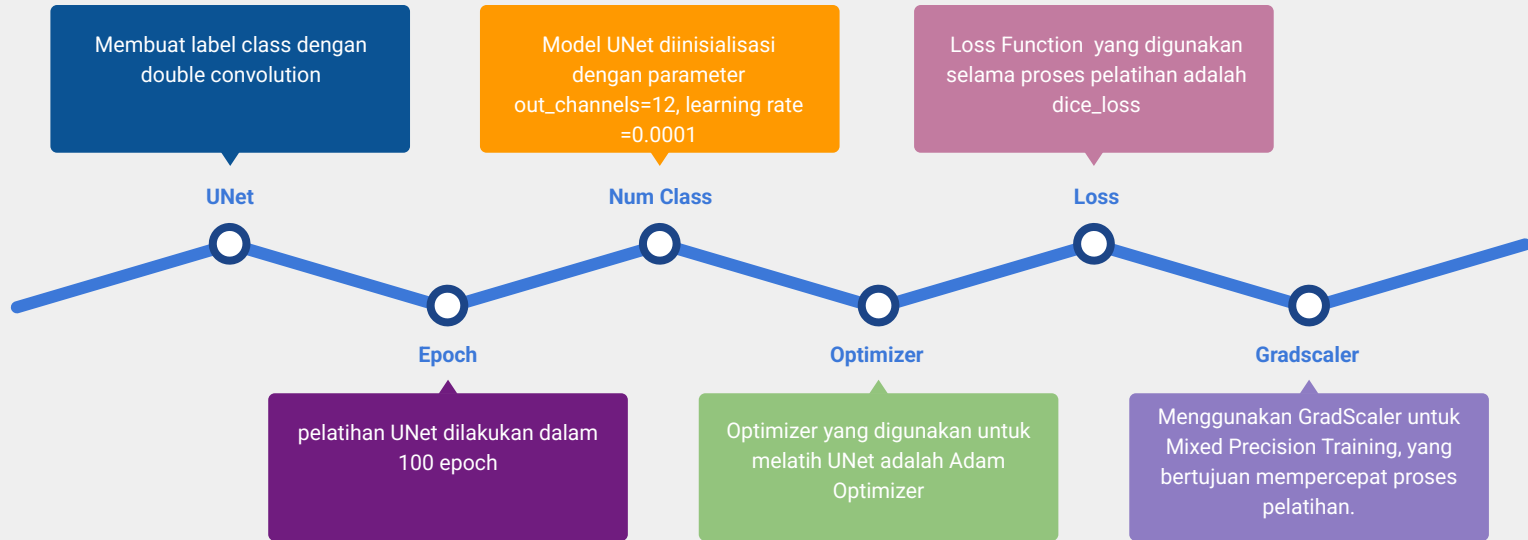 Membuat label class dengan
double convolution
UNet
pelatihan UNet dilakukan dalam
100 epoch
Epoch
Model UNet diinisialisasi
dengan parameter
out_channels=12, learning rate
=0.0001
Num Class
Optimizer
Optimizer yang digunakan untuk
melatih UNet adalah Adam
Optimizer
Loss Function  yang digunakan
selama proses pelatihan adalah
dice_loss
Loss
Gradscaler
Menggunakan GradScaler untuk
Mixed Precision Training, yang
bertujuan mempercepat proses
pelatihan.